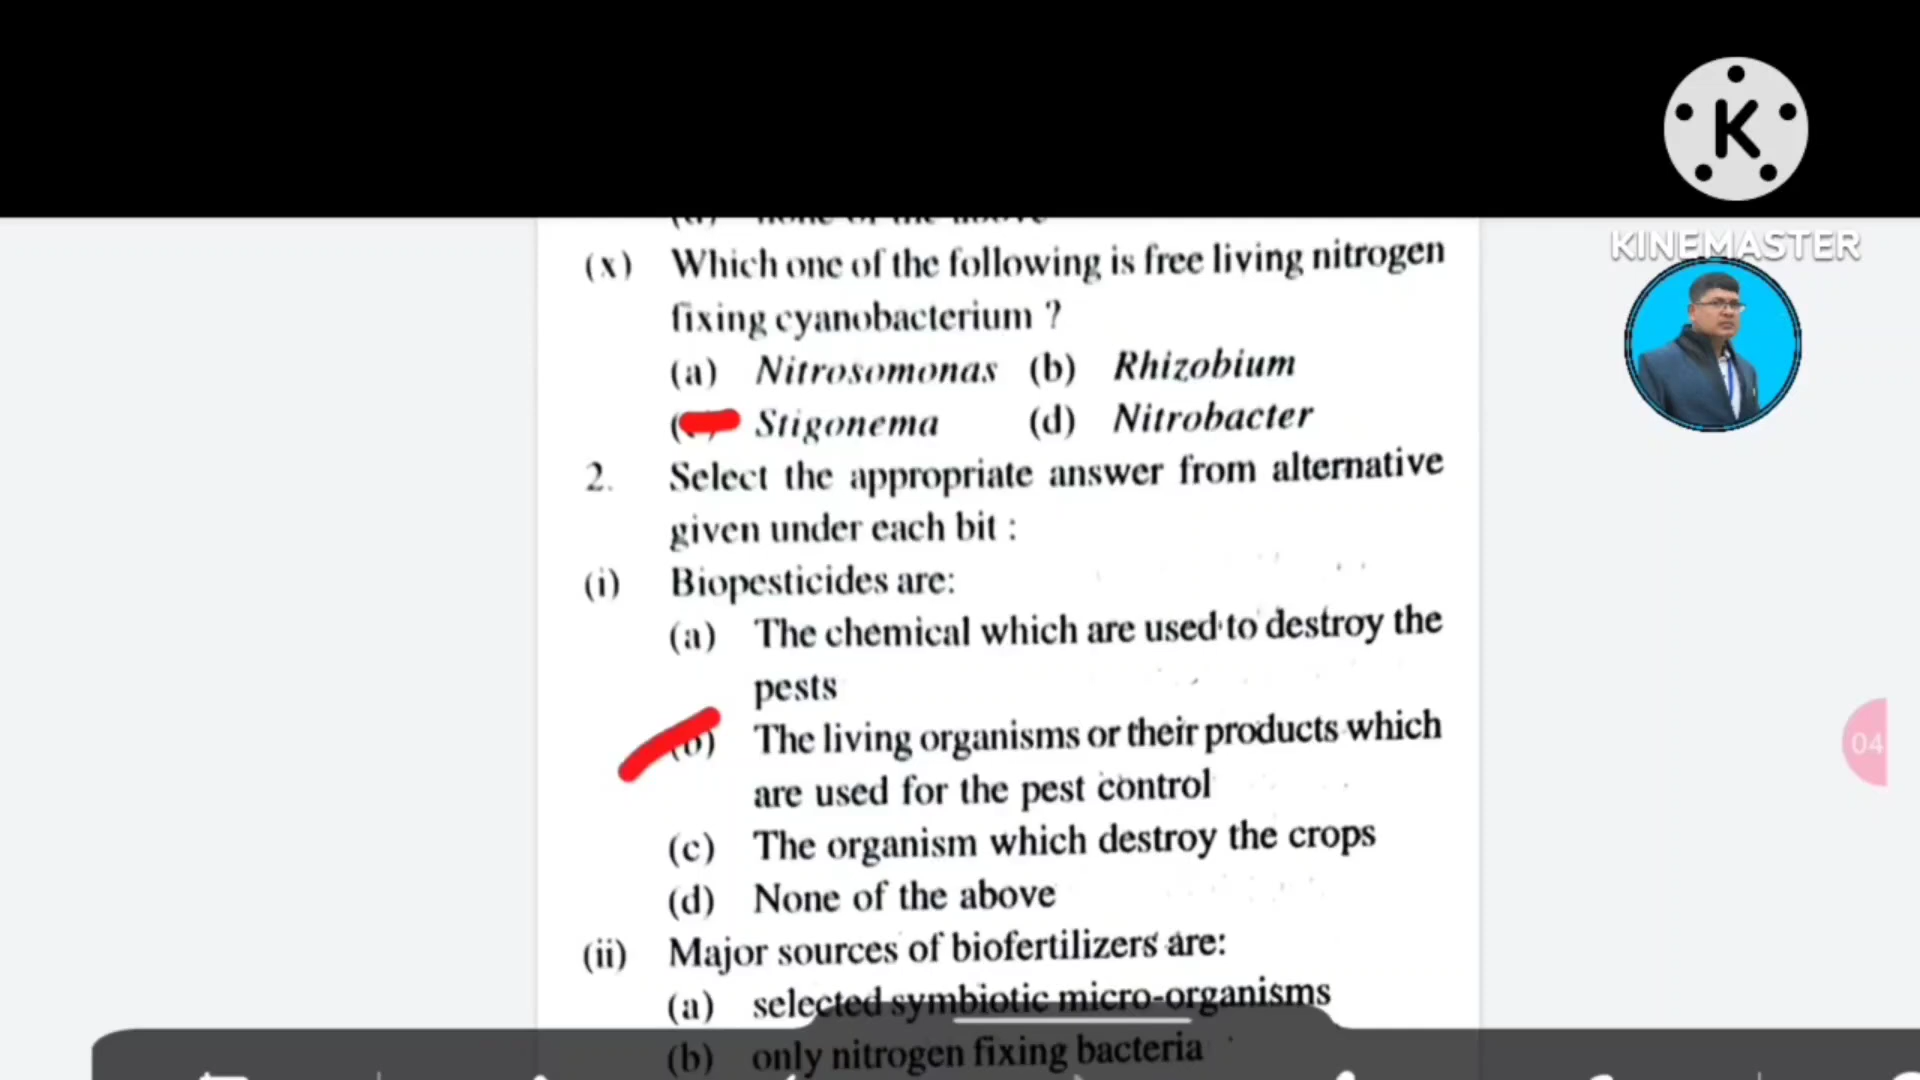 K
KINEMASTER
(x) Which one of the following is free living nitrogen
fixing cyanobacterium ?
(a) Nitrosomonas (b) Rhizobium
Stigonema (d) Nitrobacter
2. Select the appropriate answer from alternative
given under each bit :
(i) Biopesticides are:
(a) The chemical which are used to destroy the
pests
(b) The living organisms or their products which
are used for the pest control
(c) The organism which destroy the crops
(d) None of the above
(ii) Major sources of biofertilizers are:
(a) selected symbiotic micro-organisms
(b) only nitrogen fixing bacteria
04